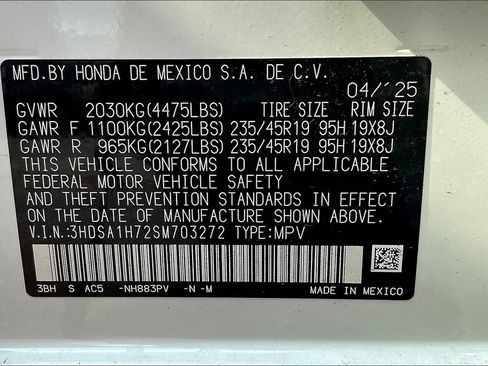 MFD.BY HONDA DE MEXICO S.A. DE C.V.
04/25
GVWR 2030KG(4475LBS) TIRE SIZE RIM SIZE
GAWR F 1100KG(2425LBS) 235/45R19 95H 19X8J
GAWR R 965KG(2127LBS) 235/45R19 95H 19X8J
THIS VEHICLE CONFORMS TO ALL APPLICABLE
FEDERAL MOTOR VEHICLE SAFETY
AND THEFT PREVENTION STANDARDS IN EFFECT
ON THE DATE OF MANUFACTURE SHOWN ABOVE.
V.I.N.:3HDSA1H72SM703272 TYPE:MPV
3BH S AC5 -NH883PV -N -M
MADE IN MEXICO